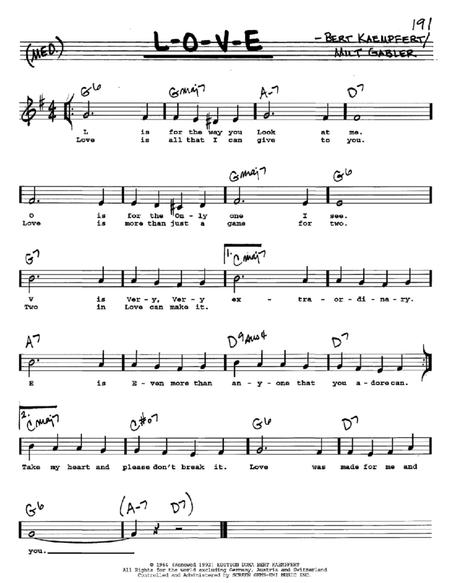 191
(MED.) L-O-V-E - BERT KAEMPFERT/
MILT GABLER
G6 Gmaj7 A-7 D7
L is for the way you Look at me.
Love is all that I can give to you.
Gmaj7 G6
O is for the On-ly one I see.
Love is more than just a game for two.
G7 1. Cmaj7
V is Ver-y, Ver-y ex-tra-or-di-nary.
Two in Love can make it.
A7 D9sus4 D7
E is E-ven more than an-y-one that you adore can.
2.
Cmaj7 C#o7 G6 D7
Take my heart and please don't break it. Love was made for me and
G6 (A-7 D7)
you.
© 1964 (Renewed 1992) EDITION DOMA BERT KAEMPFERT
All Rights for the world excluding Germany, Austria and Switzerland
Controlled and Administered by SCREEN GEMS-EMI MUSIC INC.